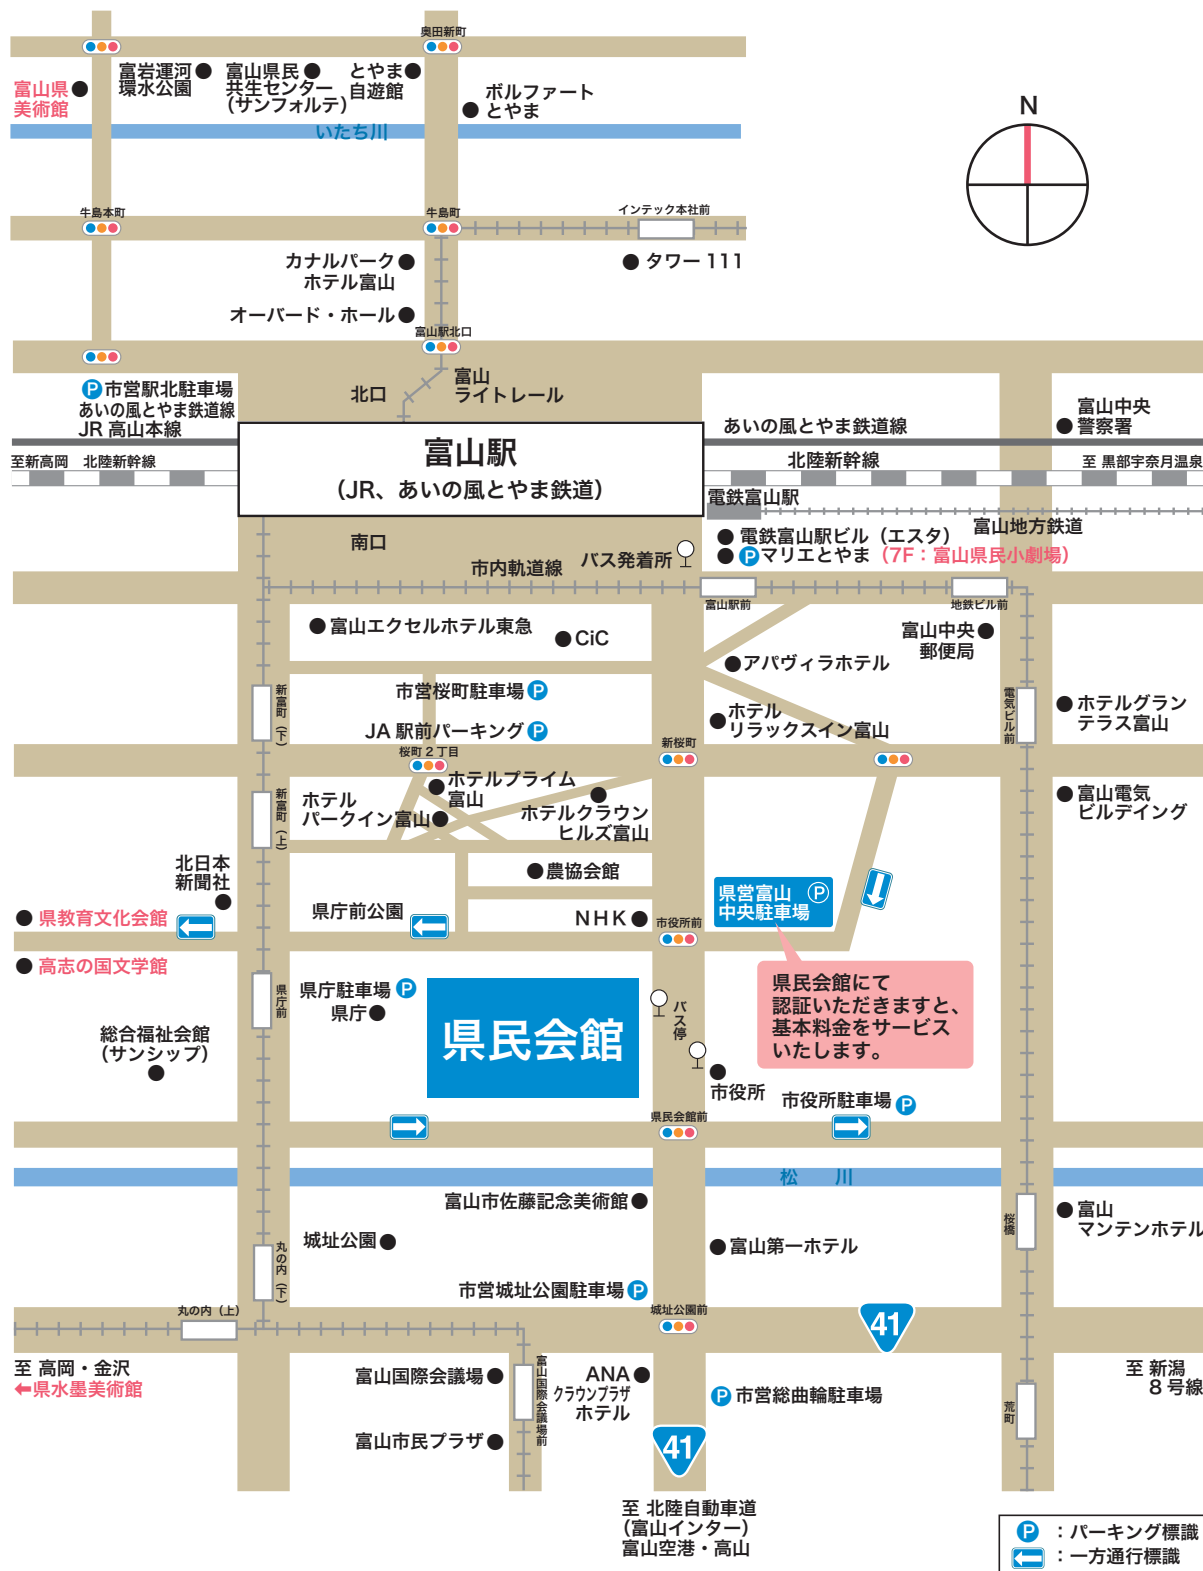 奥田新町
富山県
美術館
富岩運河
環水公園
富山県民
共生センター
（サンフォルテ）
とやま
自遊館
ボルファート
とやま
いたち川
N
牛島本町
牛島町
インテック本社前
カナルパーク
ホテル富山
タワー 111
オーバード・ホール
富山駅北口
P 市営駅北駐車場
あいの風とやま鉄道線
JR 高山本線
北口
富山
ライトレール
富山駅
（JR、あいの風とやま鉄道）
あいの風とやま鉄道線
富山中央
警察署
至新高岡 北陸新幹線
北陸新幹線
至 黒部宇奈月温泉
電鉄富山駅
富山地方鉄道
南口
バス発着所
電鉄富山駅ビル（エスタ）
P マリエとやま（7F：富山県民小劇場）
市内軌道線
富山駅前
地鉄ビル前
富山エクセルホテル東急
CiC
富山中央
郵便局
アパヴィラホテル
市営桜町駐車場 P
新富町（下）
電気ビル前
ホテルグラン
テラス富山
ホテル
リラックスイン富山
JA 駅前パーキング P
桜町 2 丁目
新桜町
ホテルプライム
富山
新富町（上）
ホテル
パークイン富山
ホテルクラウン
ヒルズ富山
富山電気
ビルデイング
北日本
新聞社
農協会館
県営富山 P
中央駐車場
県教育文化会館
県庁前公園
NHK
市役所前
高志の国文学館
県庁前
県庁駐車場 P
県庁
県民会館
バス停
県民会館にて
認証いただきますと、
基本料金をサービス
いたします。
総合福祉会館
（サンシップ）
市役所
市役所駐車場 P
県民会館前
松 川
富山市佐藤記念美術館
桜橋
富山
マンテンホテル
城址公園
丸の内（下）
富山第一ホテル
市営城址公園駐車場 P
丸の内（上）
城址公園前
41
至 高岡・金沢
県水墨美術館
富山国際会議場
富山国際会議場前
ANA
クラウンプラザ
ホテル
P 市営総曲輪駐車場
荒町
至 新潟
8 号線
富山市民プラザ
41
至 北陸自動車道
（富山インター）
富山空港・高山
P ：パーキング標識
：一方通行標識